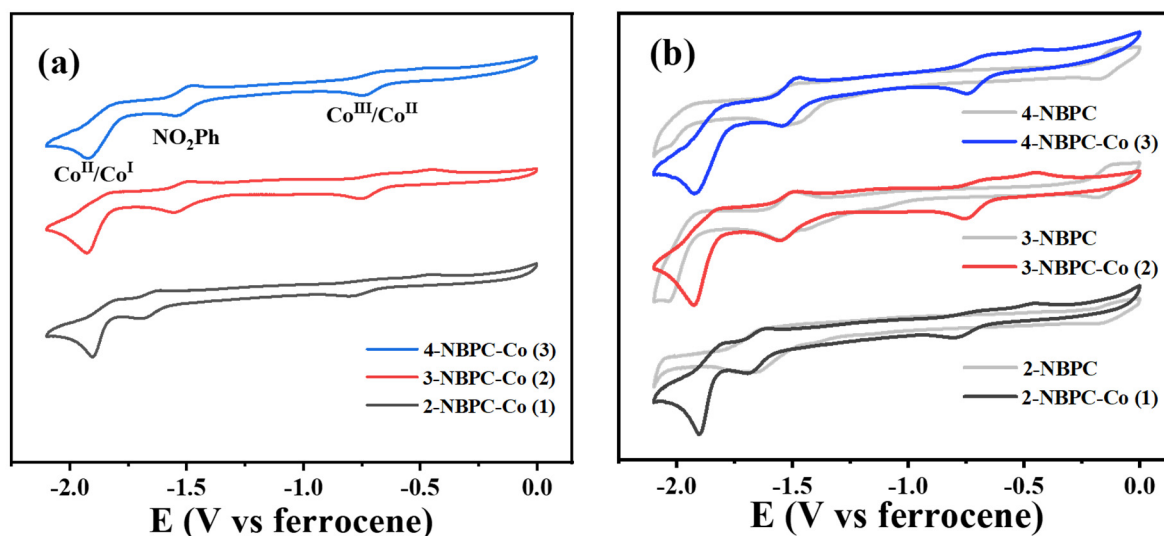 (a)
Co^III/Co^II
NO₂Ph
Co^II/Co^I
4-NBPC-Co (3)
3-NBPC-Co (2)
2-NBPC-Co (1)
-2.0 -1.5 -1.0 -0.5 0.0
E (V vs ferrocene)
(b)
4-NBPC
4-NBPC-Co (3)
3-NBPC
3-NBPC-Co (2)
2-NBPC
2-NBPC-Co (1)
-2.0 -1.5 -1.0 -0.5 0.0
E (V vs ferrocene)